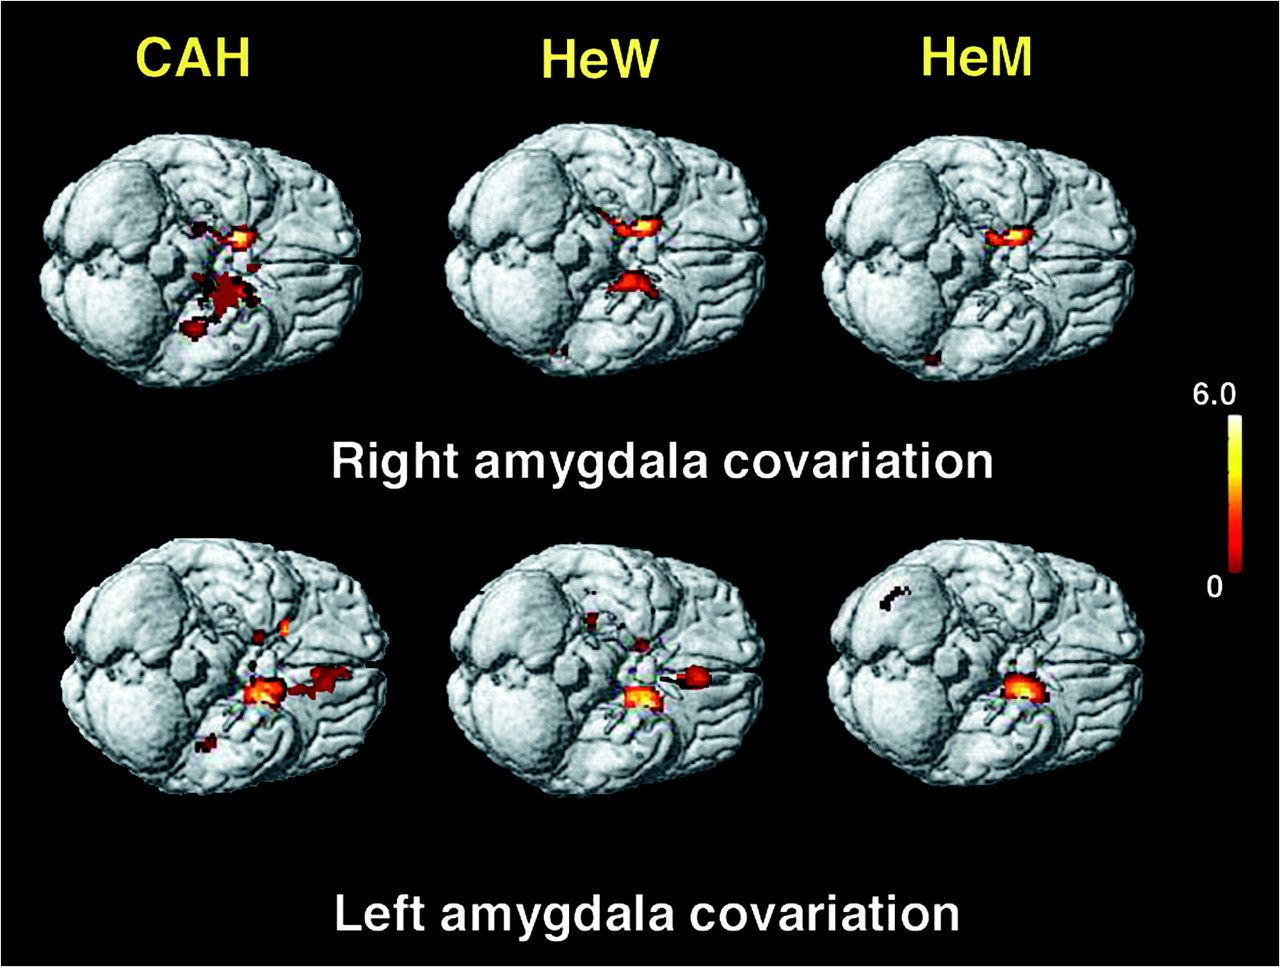 CAH HeW HeM
Right amygdala covariation
6.0
0
Left amygdala covariation